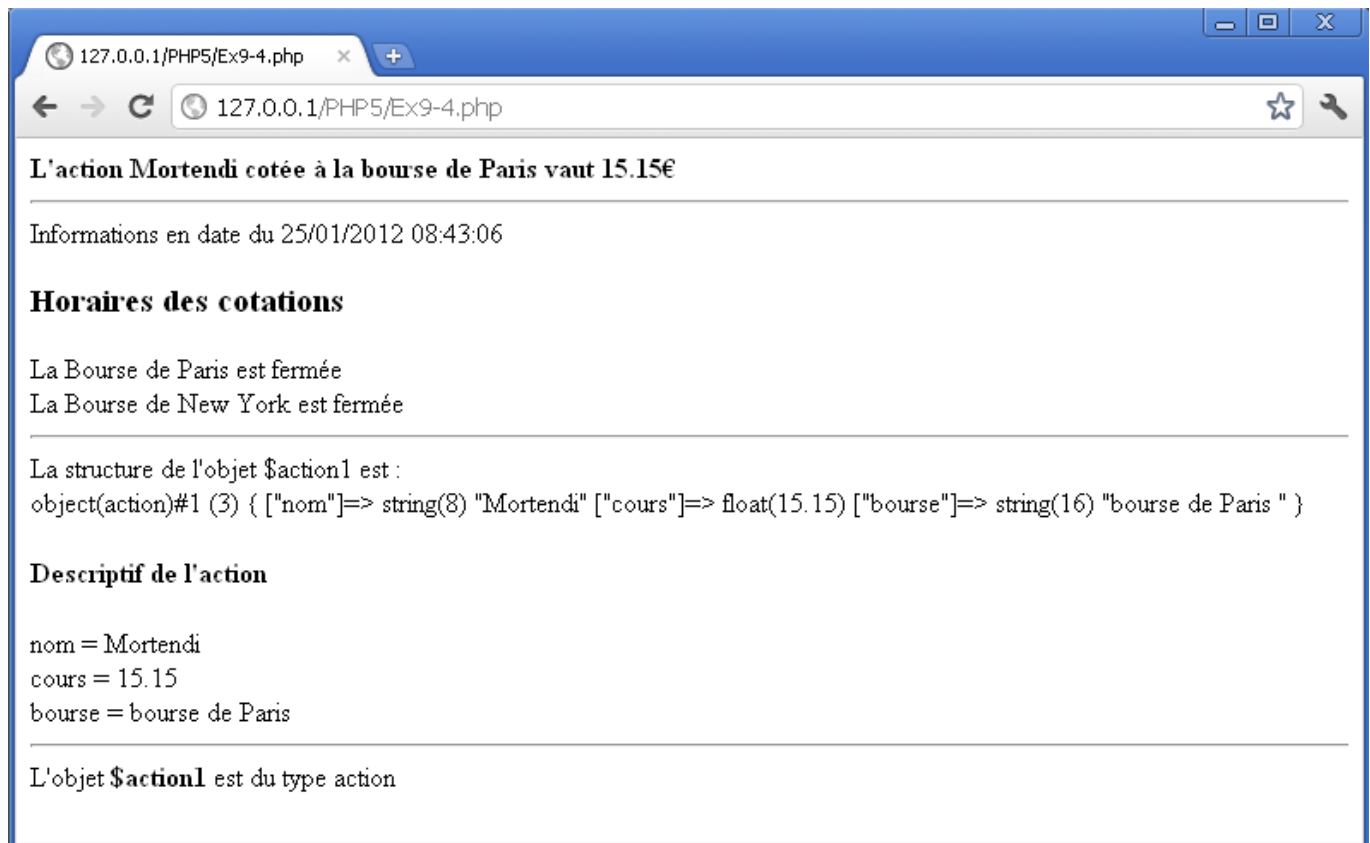 127.0.0.1/PHP5/Ex9-4.php
127.0.0.1/PHP5/Ex9-4.php
L'action Mortendi cotée à la bourse de Paris vaut 15.15€
Informations en date du 25/01/2012 08:43:06
Horaires des cotations
La Bourse de Paris est fermée
La Bourse de New York est fermée
La structure de l'objet $action1 est :
object(action)#1 (3) { ["nom"]=> string(8) "Mortendi" ["cours"]=> float(15.15) ["bourse"]=> string(16) "bourse de Paris " }
Descriptif de l'action
nom = Mortendi
cours = 15.15
bourse = bourse de Paris
L'objet $action1 est du type action